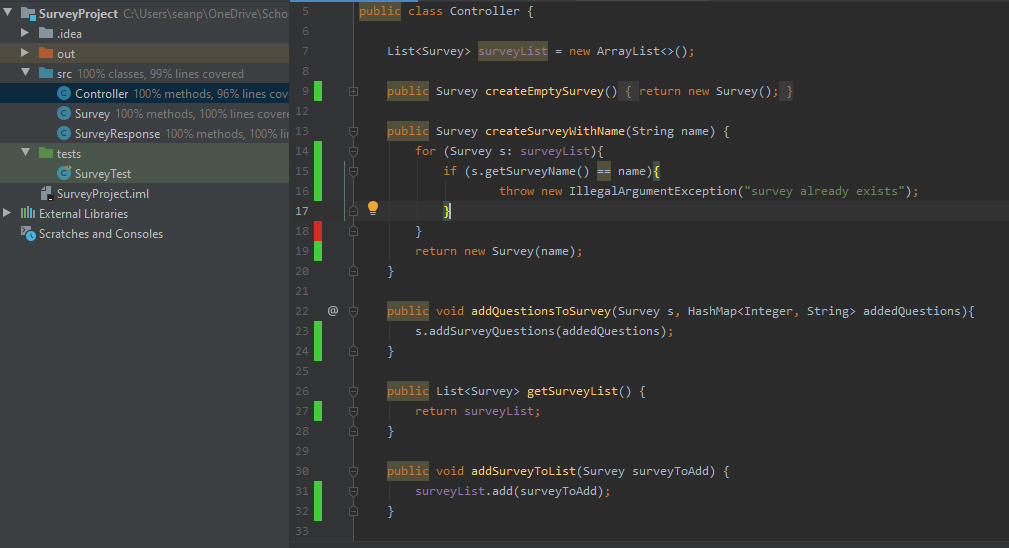 SurveyProject C:\Users\seanp\OneDrive\Scho
.idea
out
src 100% classes, 99% lines covered
Controller 100% methods, 96% lines cov
Survey 100% methods, 100% lines covere
SurveyResponse 100% methods, 100% li
tests
SurveyTest
SurveyProject.iml
External Libraries
Scratches and Consoles
5 public class Controller {
6
7 List<Survey> surveyList = new ArrayList<>();
8
9 public Survey createEmptySurvey() { return new Survey(); }
12
13 public Survey createSurveyWithName(String name) {
14 for (Survey s: surveyList){
15 if (s.getSurveyName() == name){
16 throw new IllegalArgumentException("survey already exists");
17 }
18 }
19 return new Survey(name);
20 }
21
22 @ public void addQuestionsToSurvey(Survey s, HashMap<Integer, String> addedQuestions){
23 s.addSurveyQuestions(addedQuestions);
24 }
25
26 public List<Survey> getSurveyList() {
27 return surveyList;
28 }
29
30 public void addSurveyToList(Survey surveyToAdd) {
31 surveyList.add(surveyToAdd);
32 }
33